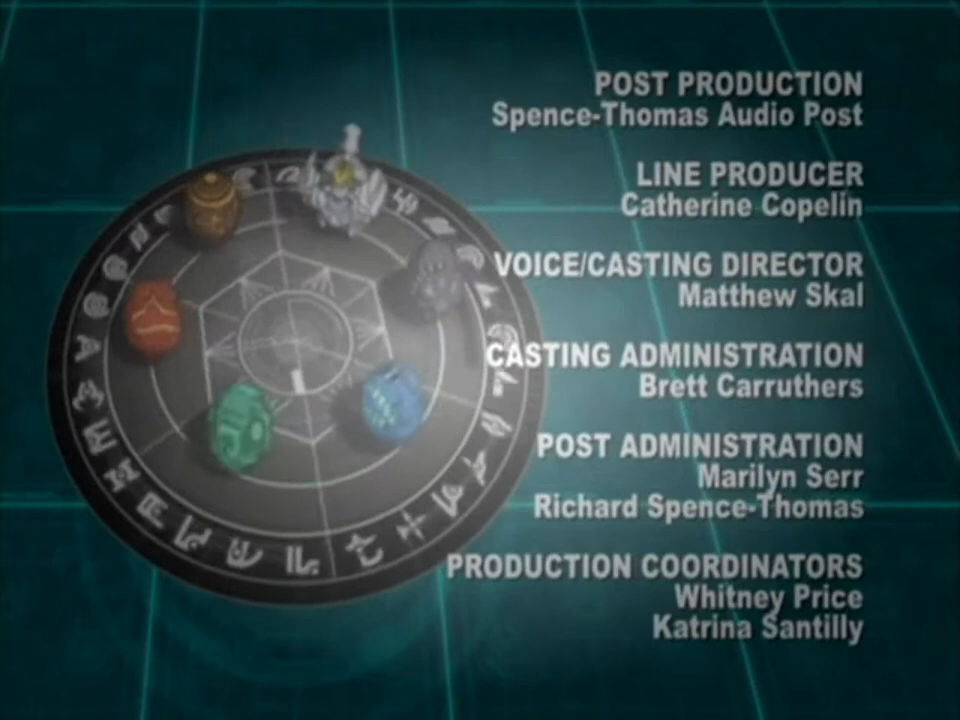 POST PRODUCTION
Spence-Thomas Audio Post
LINE PRODUCER
Catherine Copelin
VOICE/CASTING DIRECTOR
Matthew Skal
CASTING ADMINISTRATION
Brett Carruthers
POST ADMINISTRATION
Marilyn Serr
Richard Spence-Thomas
PRODUCTION COORDINATORS
Whitney Price
Katrina Santilly